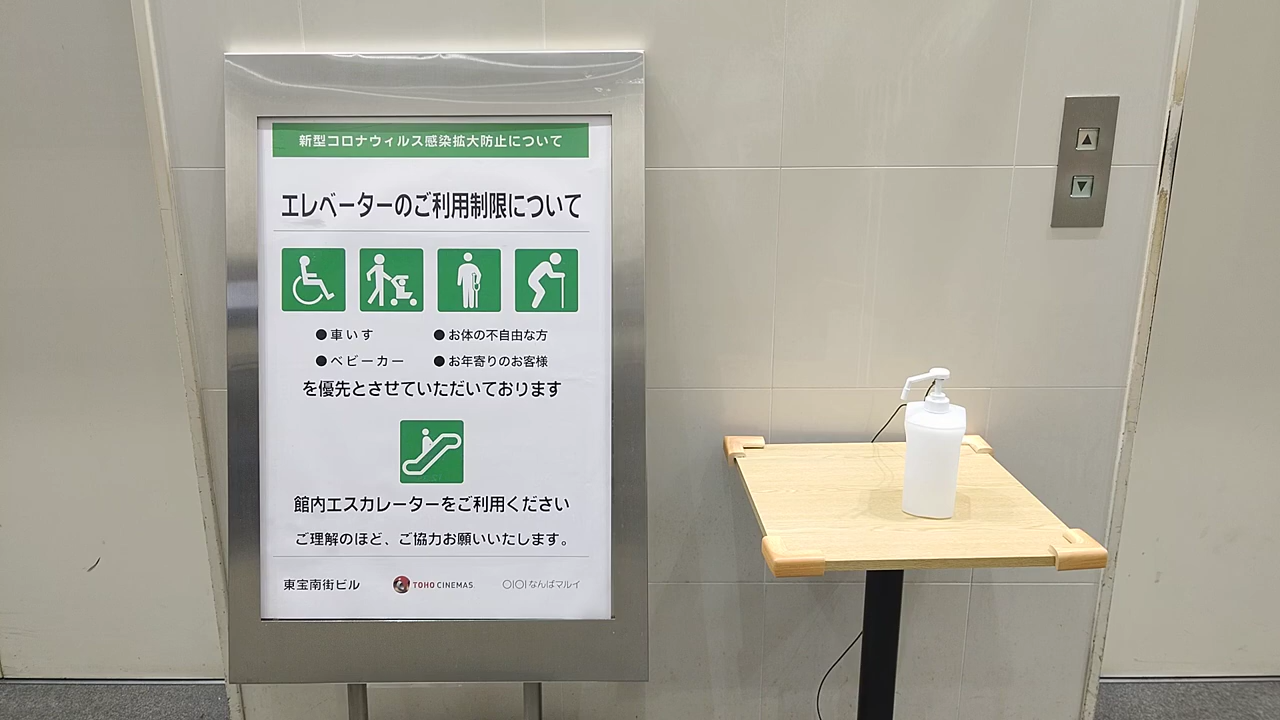 新型コロナウィルス感染拡大防止について
エレベーターのご利用制限について
●車いす ●お体の不自由な方
●ベビーカー ●お年寄りのお客様
を優先とさせていただいております
館内エスカレーターをご利用ください
ご理解のほど、ご協力お願いいたします。
東宝南街ビル TOHO CINEMAS OIOIなんばマルイ